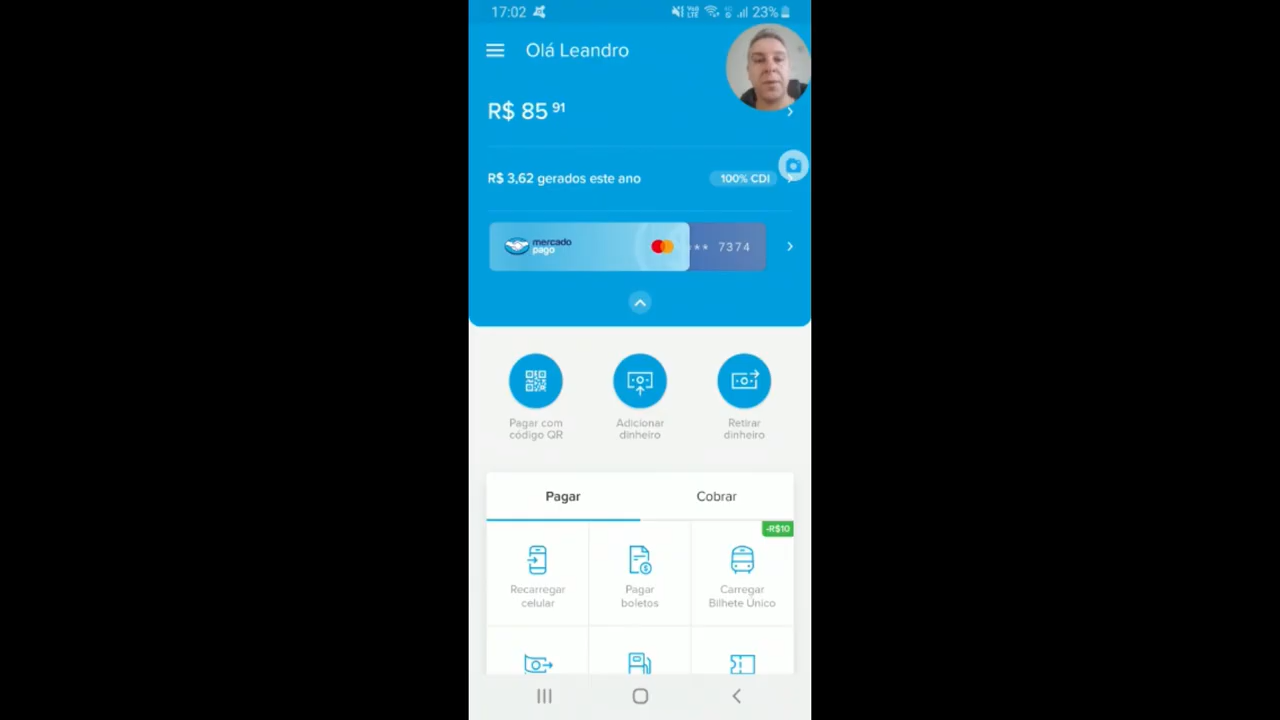 17:02
23%
Olá Leandro
R$ 85 91
R$ 3,62 gerados este ano
100% CDI
mercado
pago
** 7374
Pagar com
código QR
Adicionar
dinheiro
Retirar
dinheiro
Pagar
Cobrar
-R$10
Recarregar
celular
Pagar
boletos
Carregar
Bilhete Único